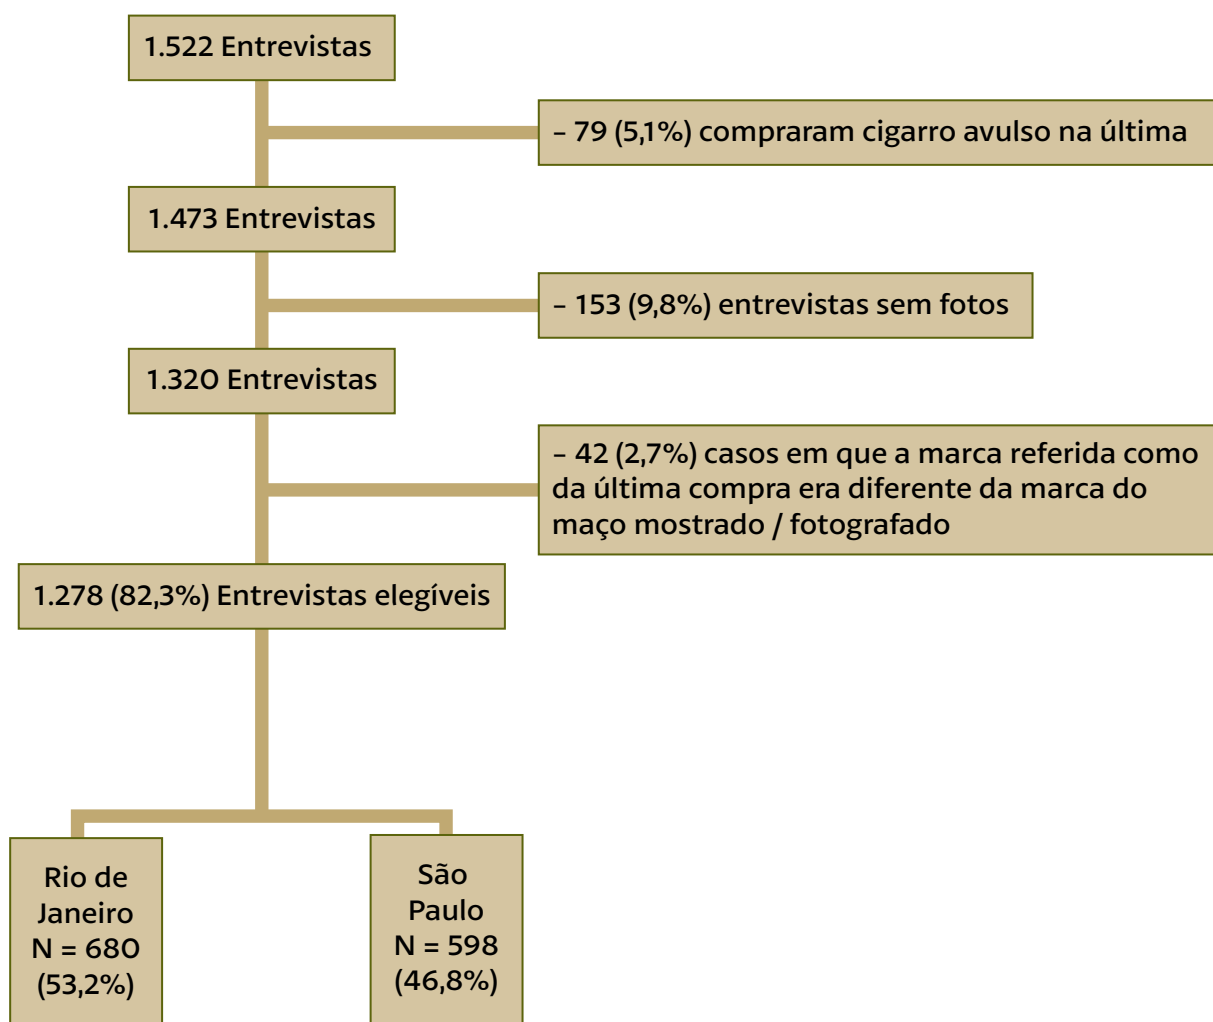 1.522 Entrevistas
– 79 (5,1%) compraram cigarro avulso na última
1.473 Entrevistas
– 153 (9,8%) entrevistas sem fotos
1.320 Entrevistas
– 42 (2,7%) casos em que a marca referida como
da última compra era diferente da marca do
maço mostrado / fotografado
1.278 (82,3%) Entrevistas elegíveis
Rio de
Janeiro
N = 680
(53,2%)
São
Paulo
N = 598
(46,8%)